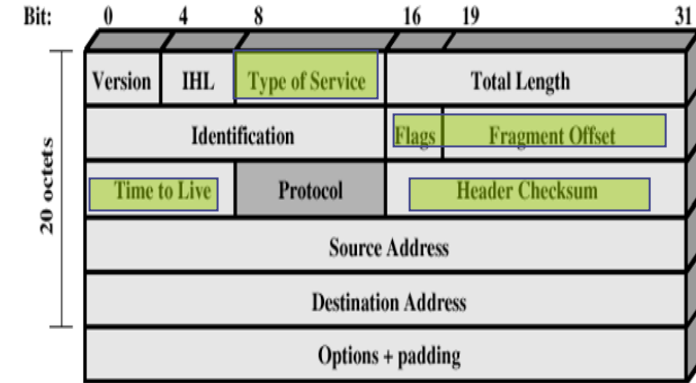 Bit: 0 4 8 16 19 31
Version IHL Type of Service Total Length
Identification Flags Fragment Offset
Time to Live Protocol Header Checksum
Source Address
Destination Address
Options + padding
20 octets